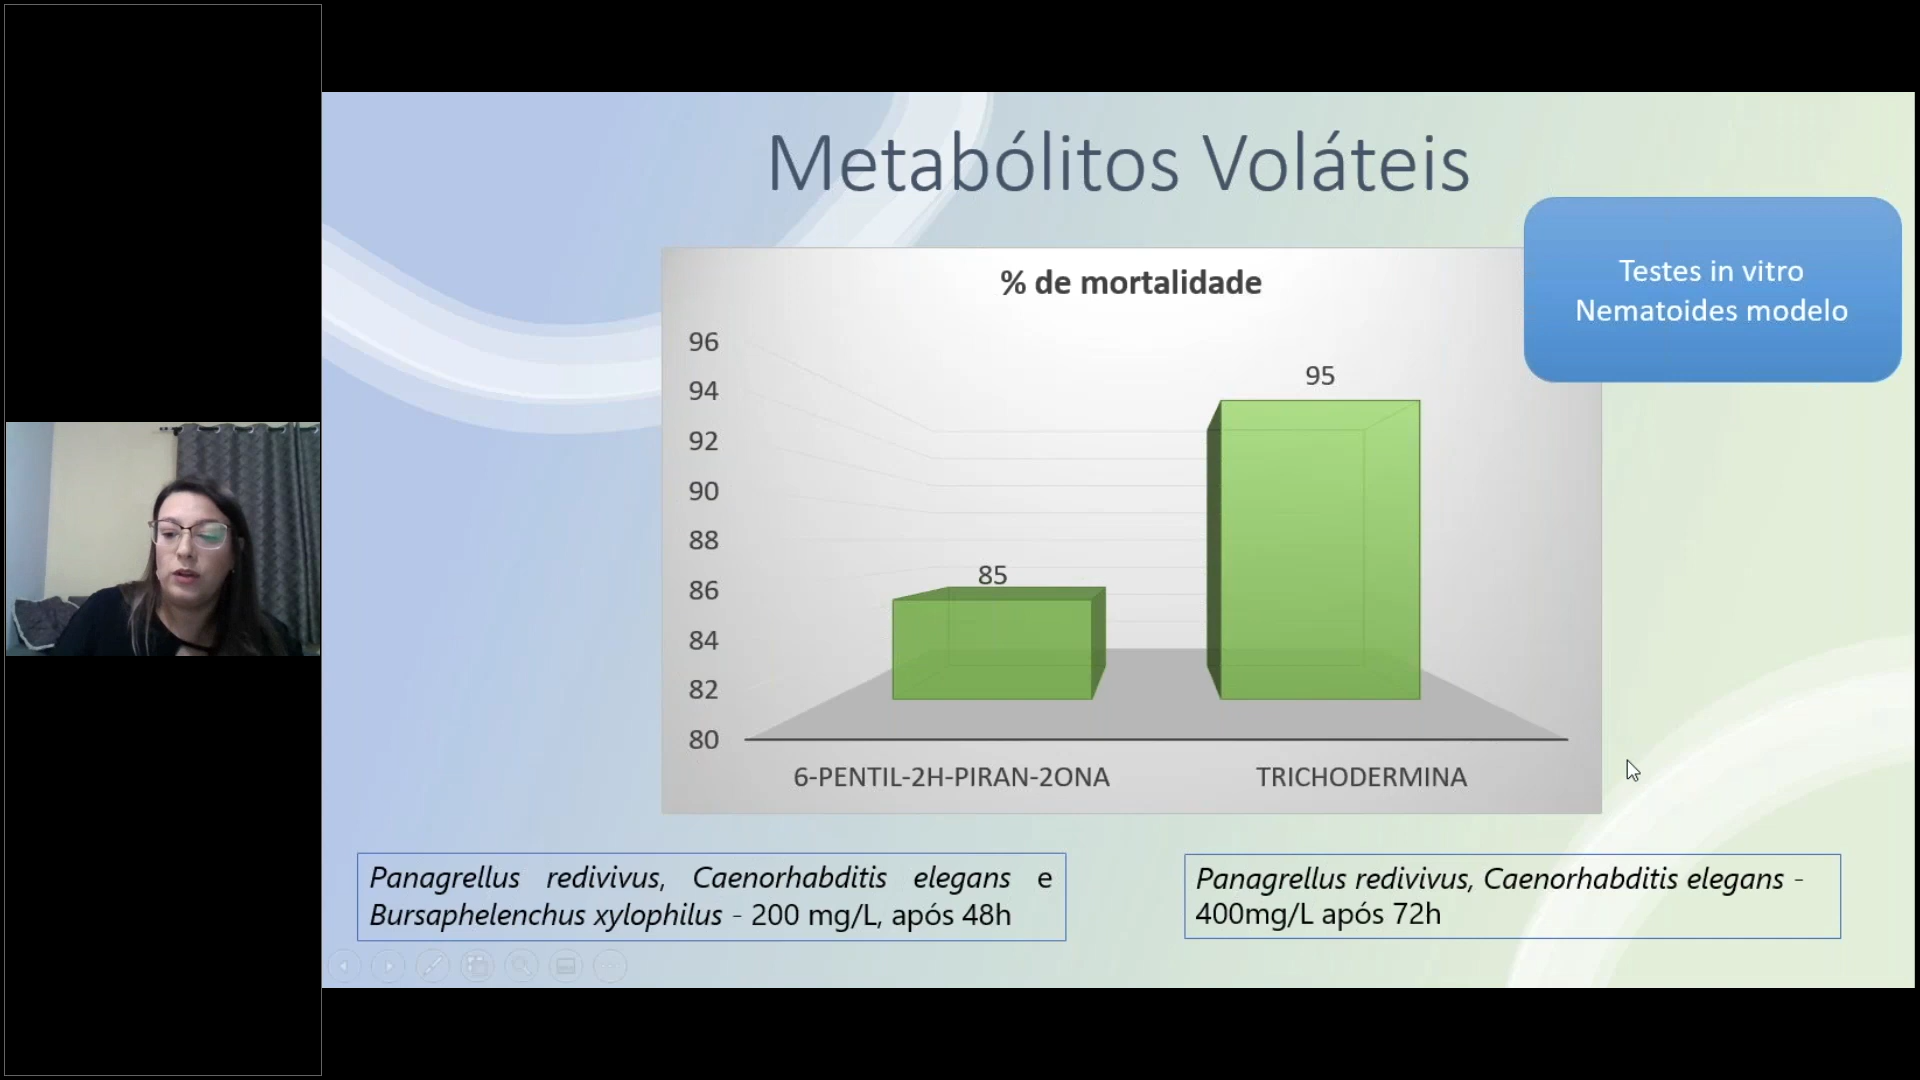 Metabólitos Voláteis
Testes in vitro
Nematoides modelo
% de mortalidade
96
94
92
90
88
86
84
82
80
85
95
6-PENTIL-2H-PIRAN-2ONA
TRICHODERMINA
Panagrellus redivivus, Caenorhabditis elegans e
Bursaphelenchus xylophilus - 200 mg/L, após 48h
Panagrellus redivivus, Caenorhabditis elegans -
400mg/L após 72h